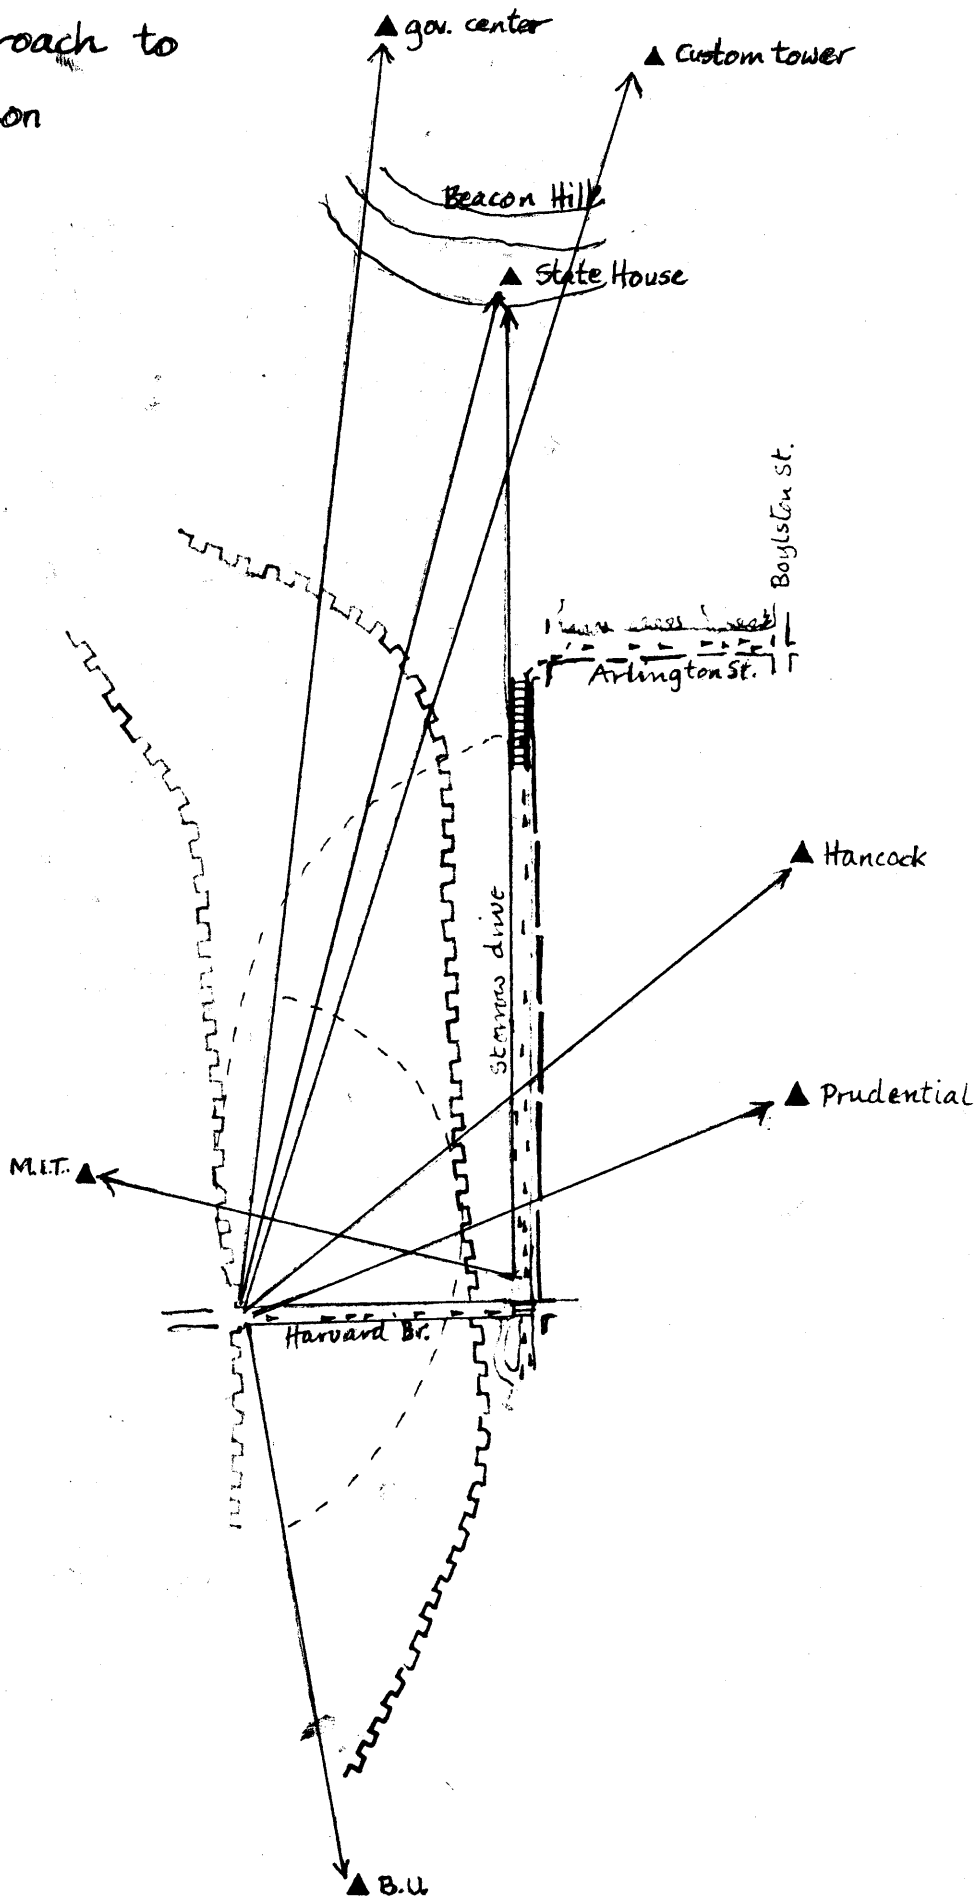 roach to
on
gov. center
Custom tower
Beacon Hill
State House
Boylston St.
Arlington St.
Hancock
Storrow drive
Prudential
M.I.T.
Harvard Br.
B.U.